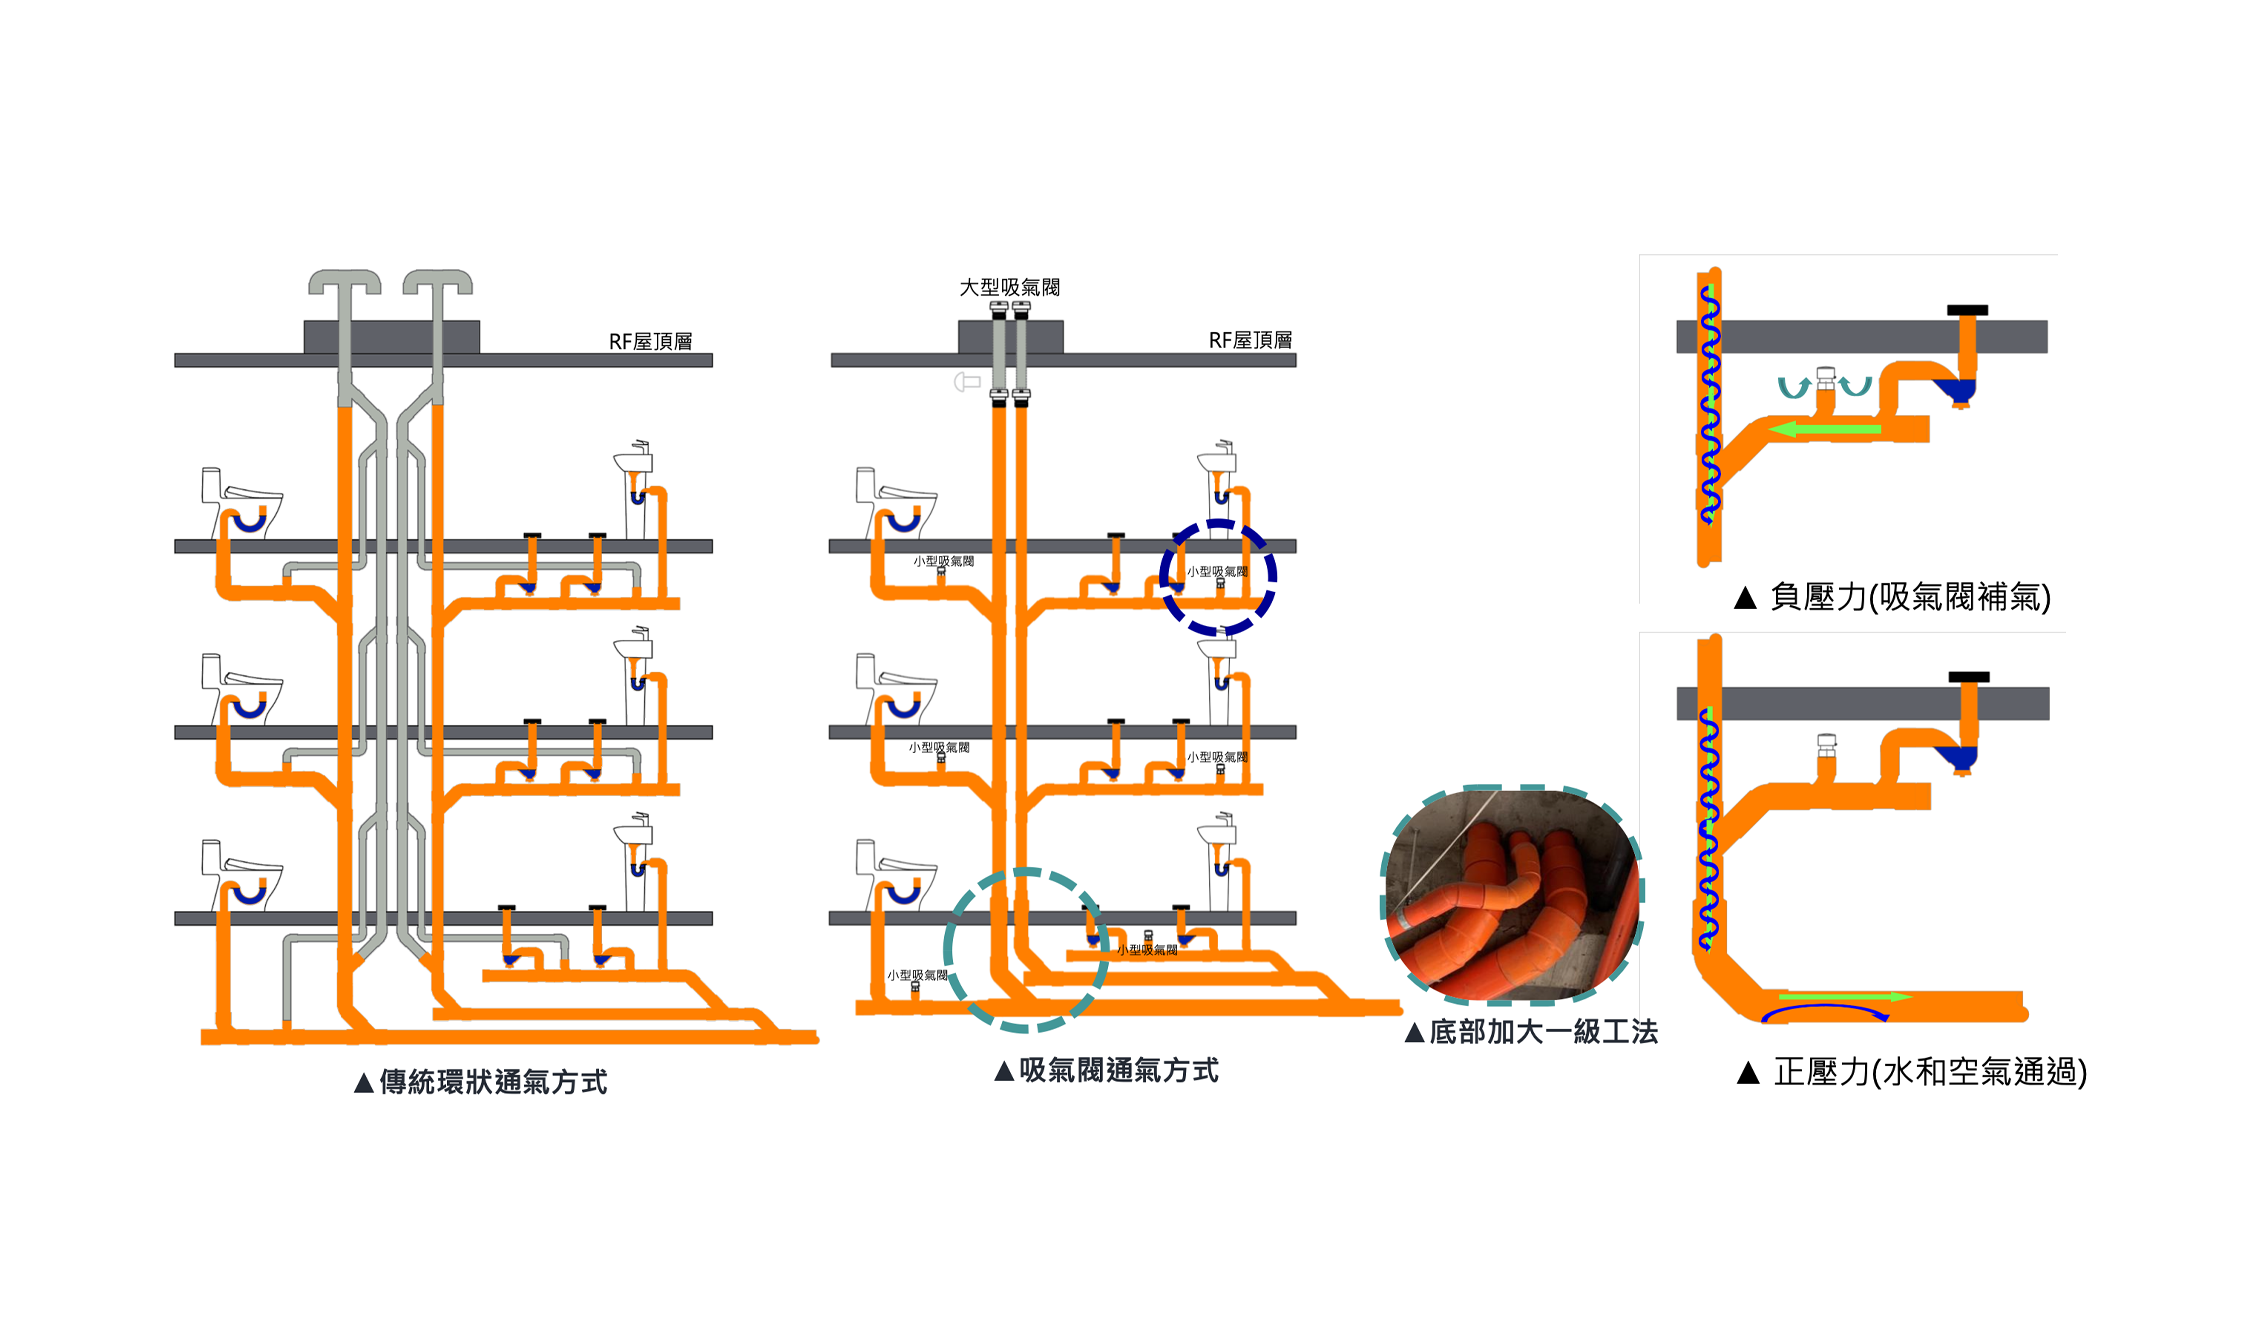 RF屋頂層
▲傳統環狀通氣方式
大型吸氣閥
RF屋頂層
小型吸氣閥
小型吸氣閥
小型吸氣閥
小型吸氣閥
小型吸氣閥
小型吸氣閥
▲吸氣閥通氣方式
▲底部加大一級工法
▲ 負壓力(吸氣閥補氣)
▲ 正壓力(水和空氣通過)